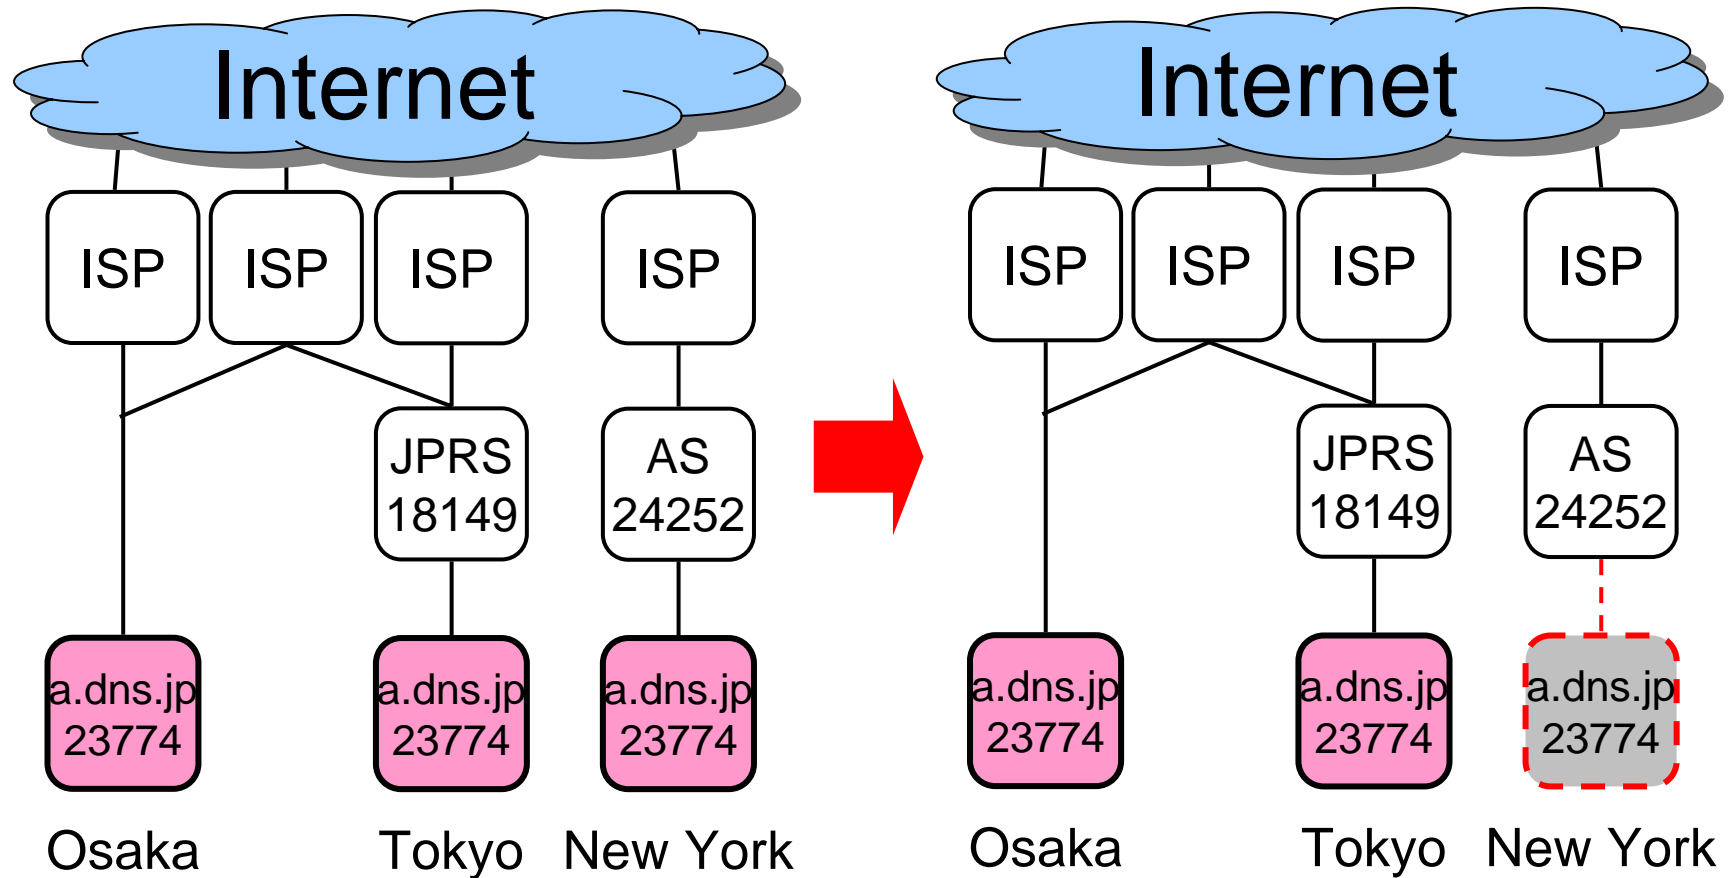 Internet
ISP
ISP
ISP
ISP
JPRS
18149
AS
24252
a.dns.jp
23774
a.dns.jp
23774
a.dns.jp
23774
Osaka
Tokyo
New York
Internet
ISP
ISP
ISP
ISP
JPRS
18149
AS
24252
a.dns.jp
23774
a.dns.jp
23774
a.dns.jp
23774
Osaka
Tokyo
New York